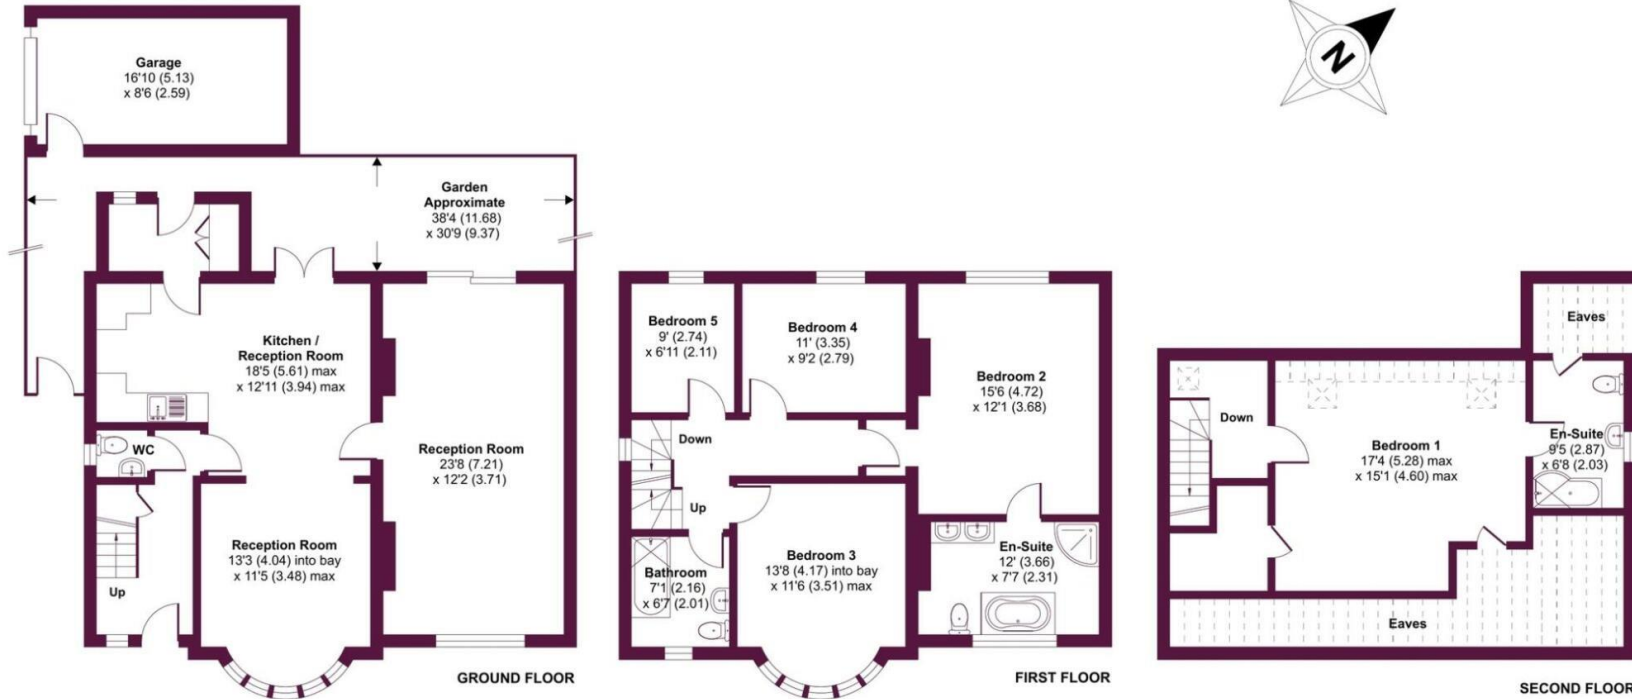 Garage
16'10 (5.13)
x 8'6 (2.59)
N
Garden
Approximate
38'4 (11.68)
x 30'9 (9.37)
Kitchen /
Reception Room
18'5 (5.61) max
x 12'11 (3.94) max
WC
Reception Room
23'8 (7.21)
x 12'2 (3.71)
Reception Room
13'3 (4.04) into bay
x 11'5 (3.48) max
Up
GROUND FLOOR
Bedroom 5
9' (2.74)
x 6'11 (2.11)
Bedroom 4
11' (3.35)
x 9'2 (2.79)
Bedroom 2
15'6 (4.72)
x 12'1 (3.68)
Down
Up
Bathroom
7'1 (2.16)
x 6'7 (2.01)
Bedroom 3
13'8 (4.17) into bay
x 11'6 (3.51) max
En-Suite
12' (3.66)
x 7'7 (2.31)
FIRST FLOOR
Eaves
Down
Bedroom 1
17'4 (5.28) max
x 15'1 (4.60) max
En-Suite
9'5 (2.87)
x 6'8 (2.03)
Eaves
SECOND FLOOR